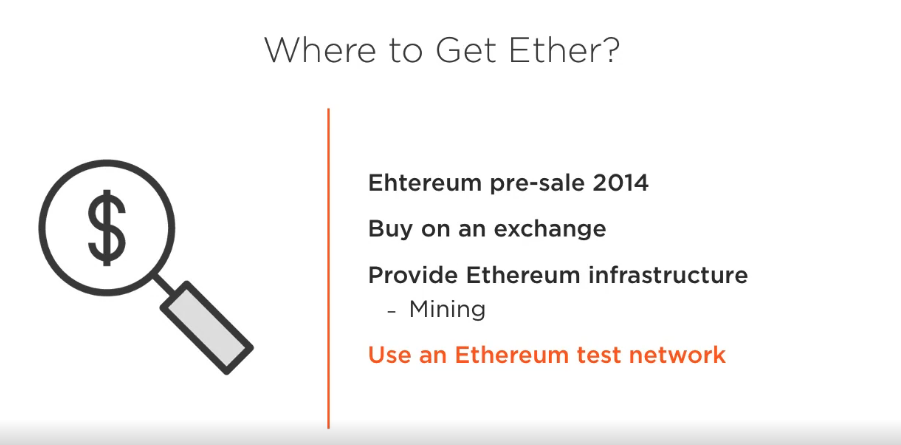 Where to Get Ether?
$
Ehtereum pre-sale 2014
Buy on an exchange
Provide Ethereum infrastructure
- Mining
Use an Ethereum test network